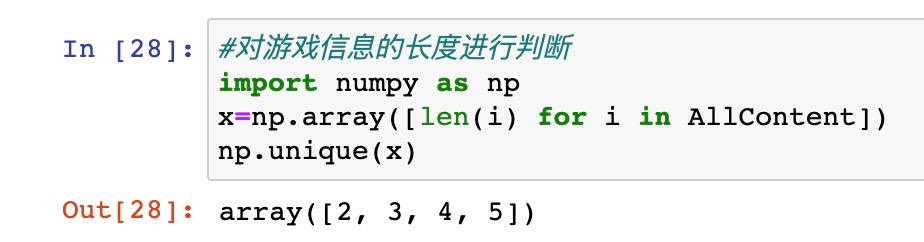 In [28]: #对游戏信息的长度进行判断
import numpy as np
x=np.array([len(i) for i in AllContent])
np.unique(x)
Out[28]: array([2, 3, 4, 5])